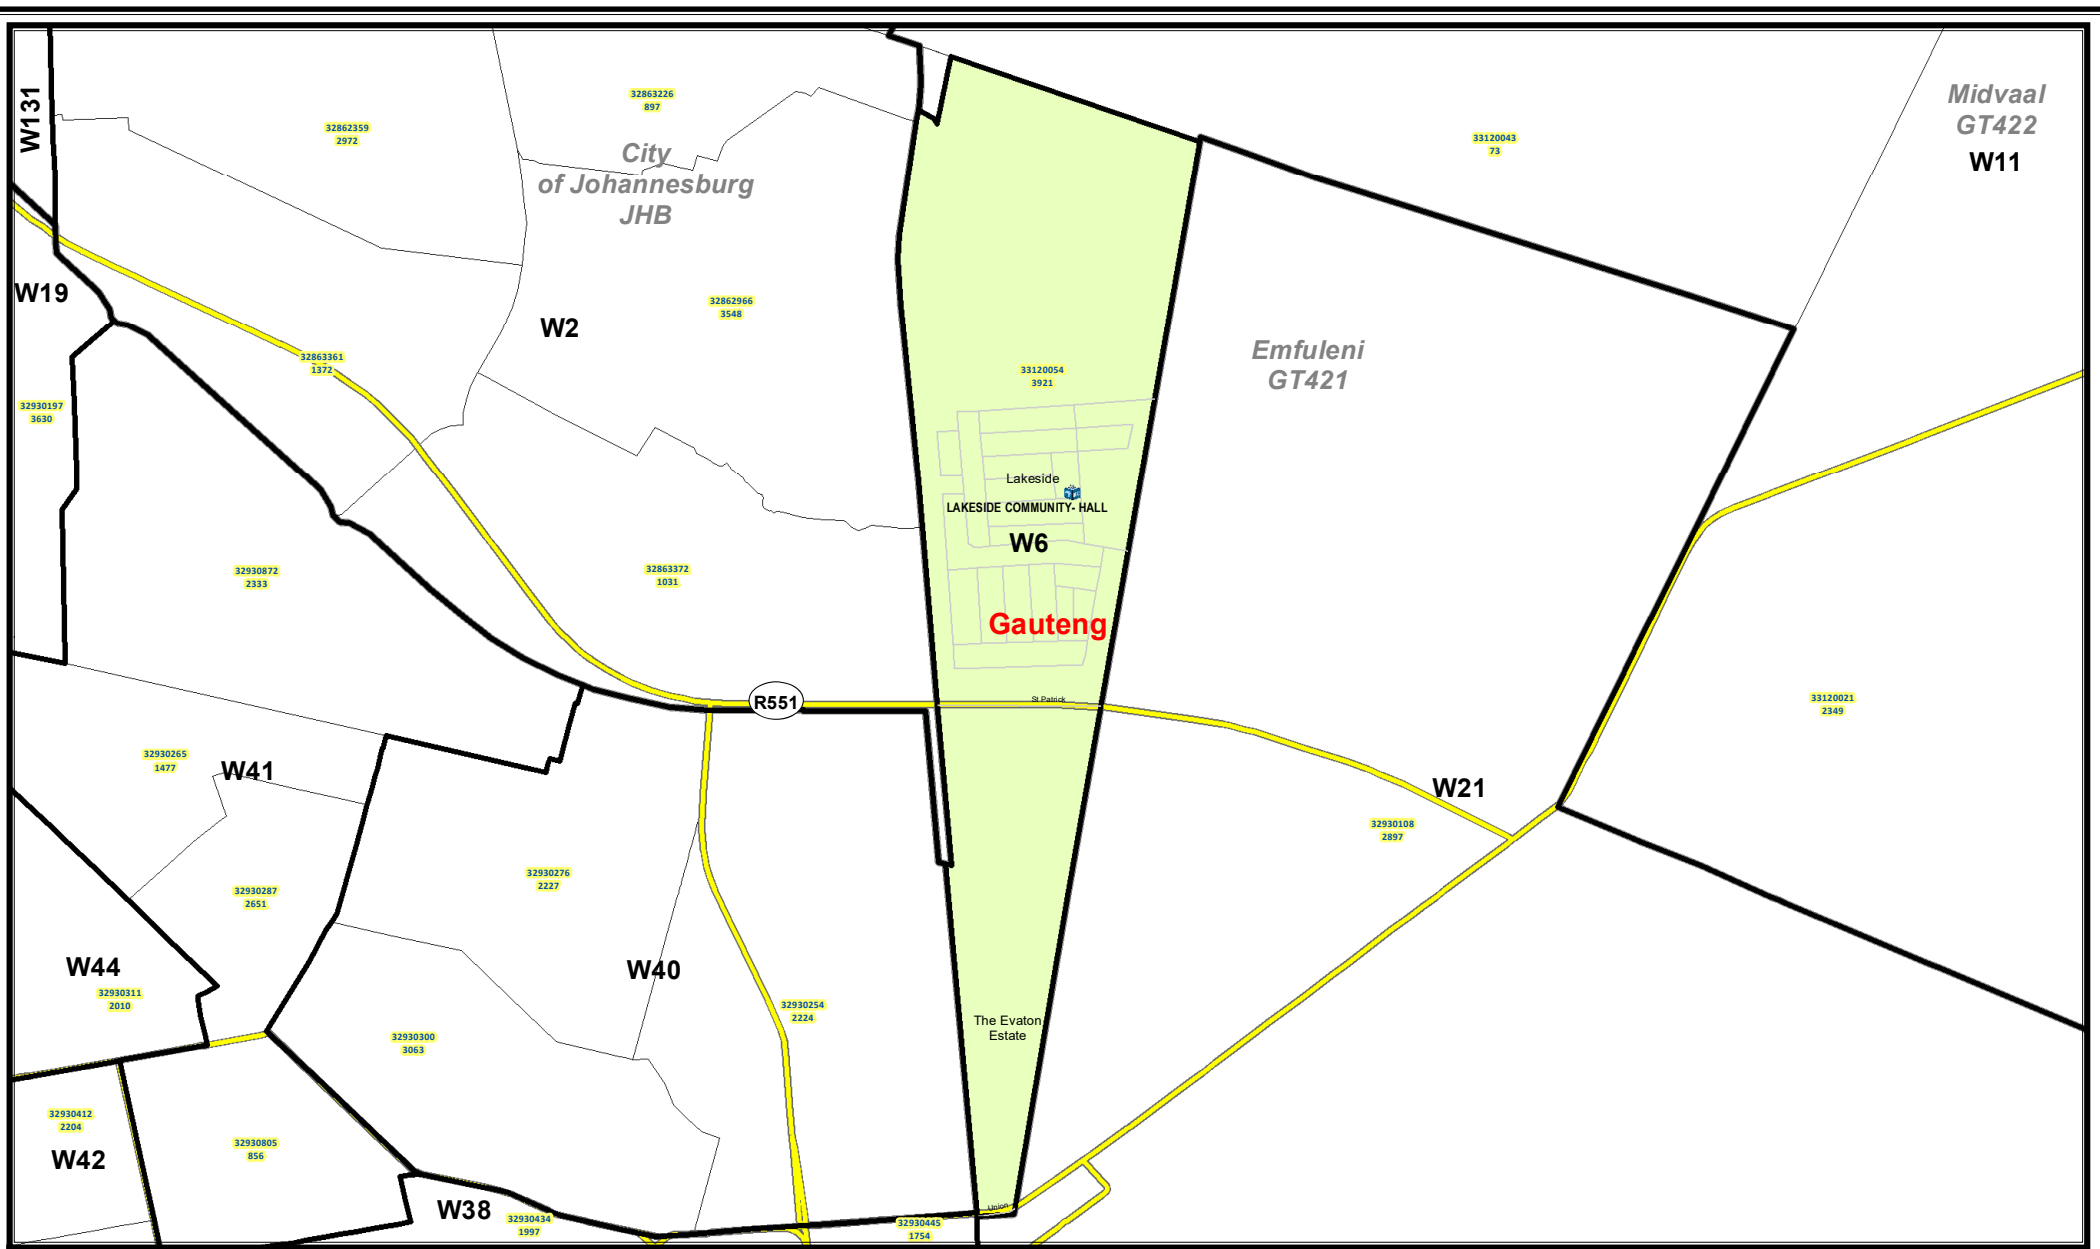 W131
32863226
897
32862359
2972
City
of Johannesburg
JHB
33120043
73
Midvaal
GT422
W11
W19
32862966
3548
W2
32863361
1372
33120054
3921
Emfuleni
GT421
32930197
3630
Lakeside
LAKESIDE COMMUNITY- HALL
W6
32930872
2333
32863372
1031
Gauteng
R551
St Patrick
33120021
2349
32930265
1477
W41
W21
32930108
2897
32930276
2227
32930287
2651
W44
32930311
2010
W40
32930254
2224
The Evaton
Estate
32930300
3063
32930412
2204
W42
32930805
856
W38
32930434
1997
Union
32930445
1754